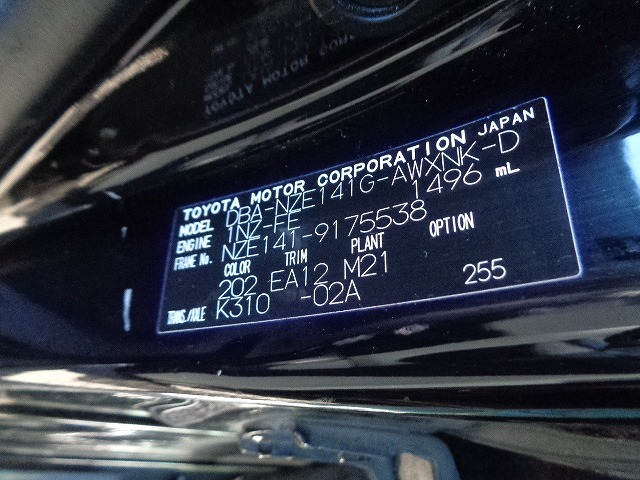 TOYOTA MOTOR CORPORATION JAPAN
MODEL DBA-NZE141G-AWXNK-D
ENGINE 1NZ-FE 1496 mL
FRAME No. NZE141-9175538
COLOR TRIM PLANT OPTION
202 EA12 M21
TRANS./AXLE K310 -02A 255